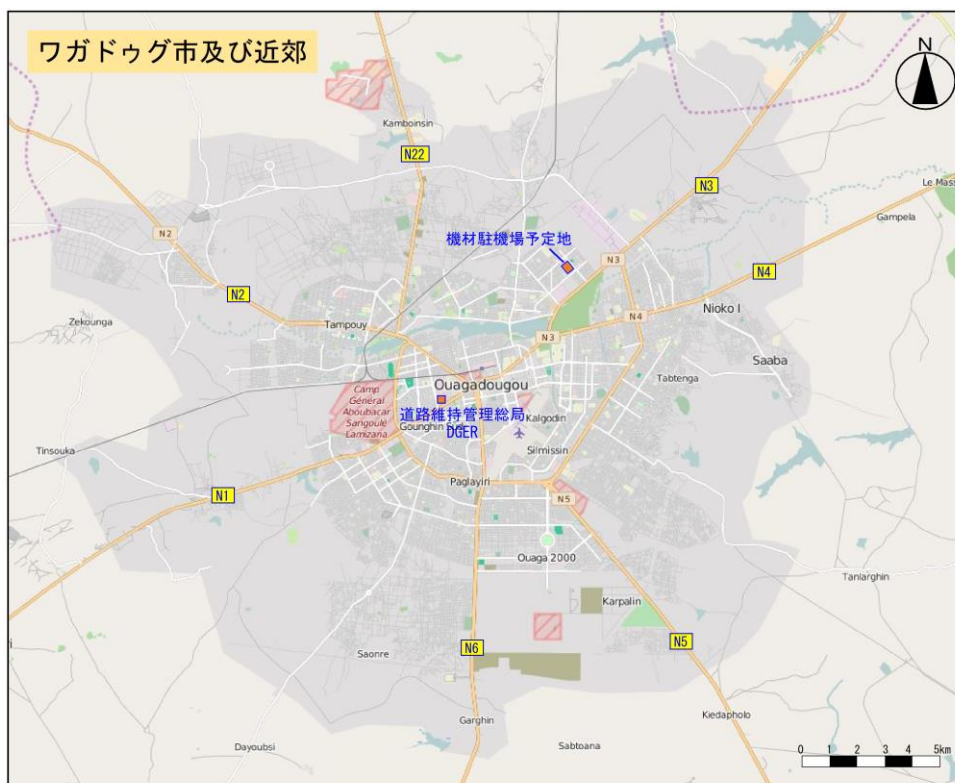 ワガドゥグ市及び近郊
N
Kamboinsin
N22
N3
Le Mass
Gampela
N2
機材駐機場予定地
N3
N4
N2
Nioko I
Zekounga
Tampouy
N4
N3
Saaba
Tabtenga
Ouagadougou
Camp
Général
Aboubacar
Sangoulé
Lamizana
道路維持管理総局
DGER
Kalgodin
Gounghin
Silmissin
Tinsouka
Paglayiri
N1
N5
Ouaga 2000
Tanlarghin
Karpalin
N5
N6
Saonre
Kiedapholo
Garghin
Dayoubsi
Sabtoana
0 1 2 3 4 5km